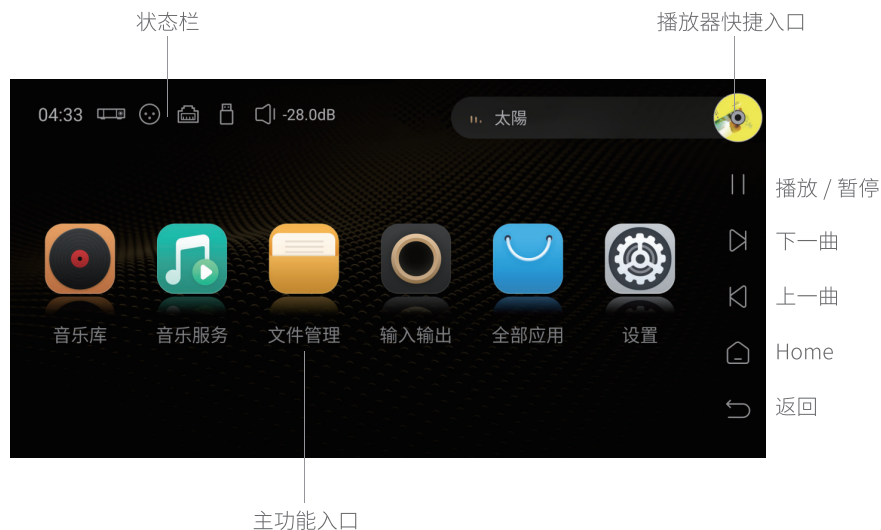 状态栏
播放器快捷入口
04:33
-28.0dB
太陽
播放 / 暂停
下一曲
上一曲
音乐库
音乐服务
文件管理
输入输出
全部应用
设置
Home
返回
主功能入口